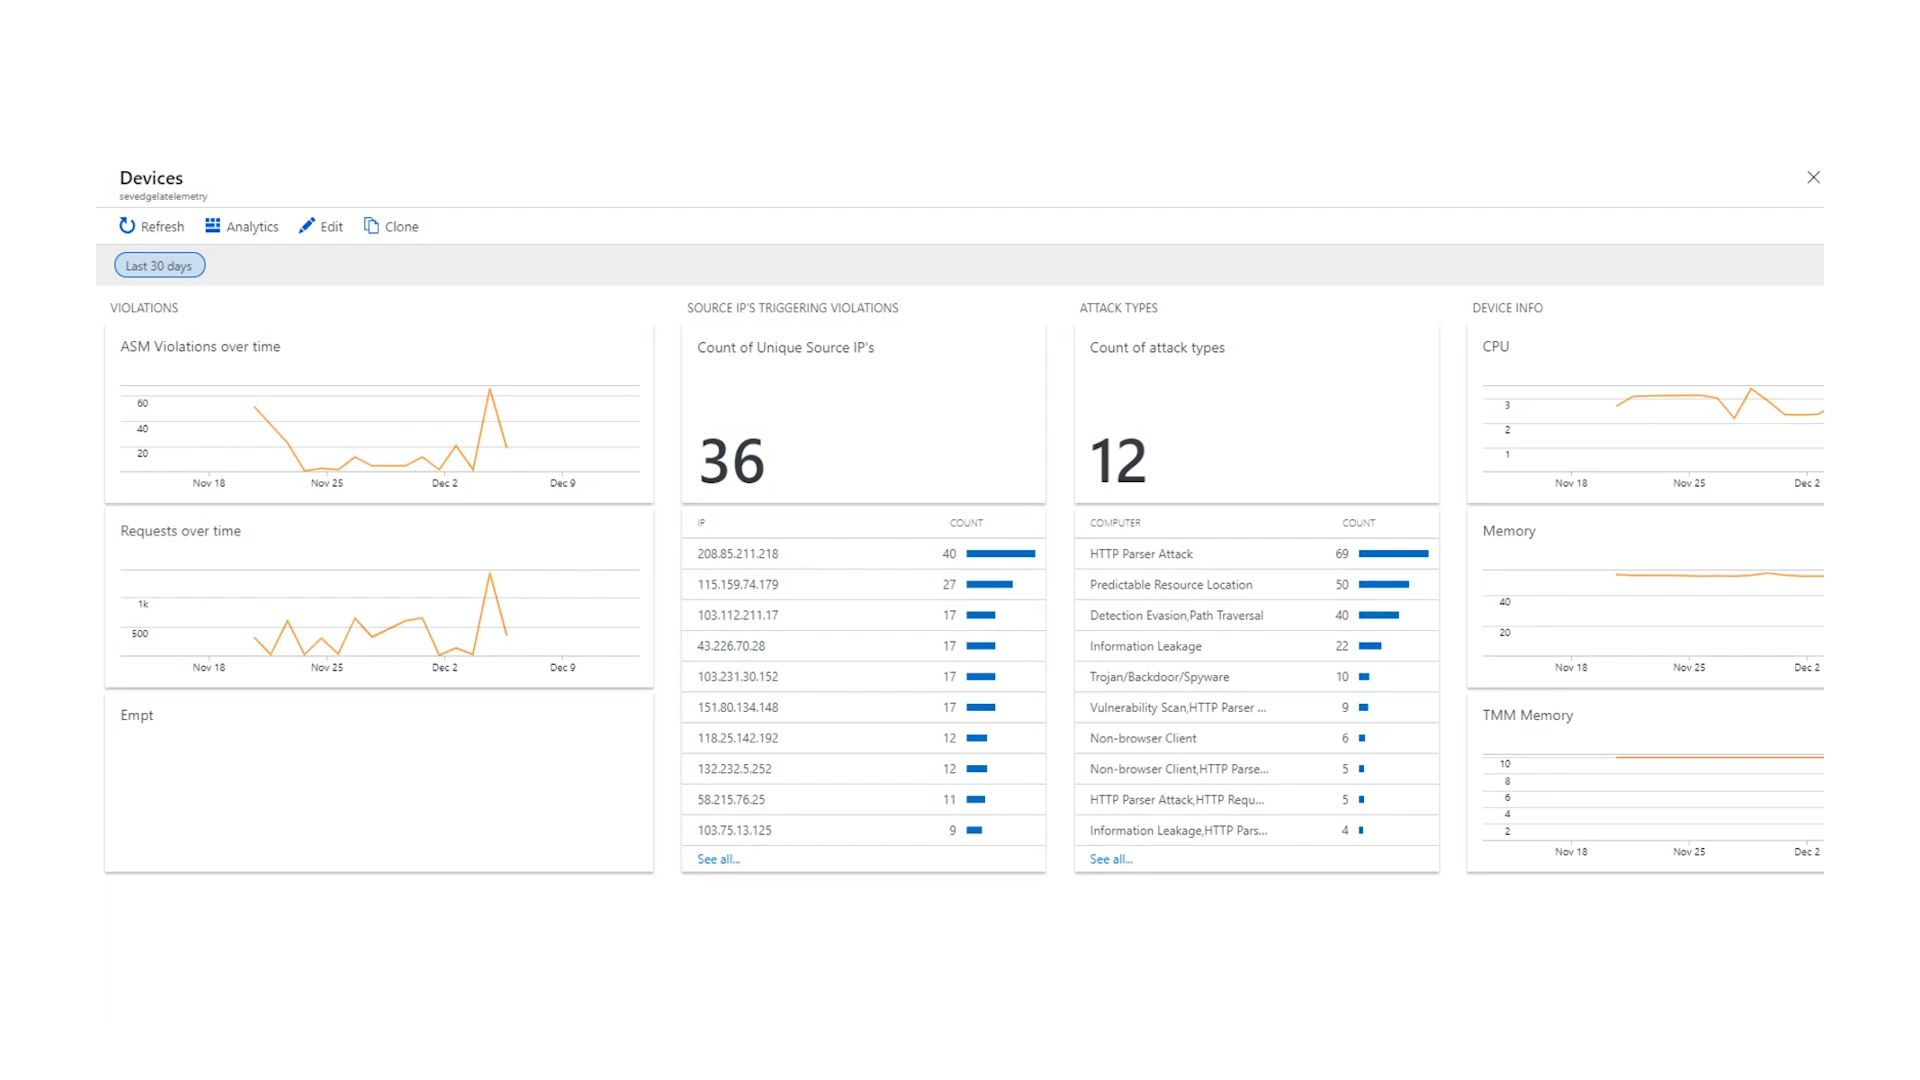 Devices
sevedgelatelemetry
Refresh
Analytics
Edit
Clone
Last 30 days
VIOLATIONS
ASM Violations over time
60
40
20
Nov 18
Nov 25
Dec 2
Dec 9
Requests over time
1k
500
Nov 18
Nov 25
Dec 2
Dec 9
Empt
SOURCE IP'S TRIGGERING VIOLATIONS
Count of Unique Source IP's
36
IP COUNT
208.85.211.218 40
115.159.74.179 27
103.112.211.17 17
43.226.70.28 17
103.231.30.152 17
151.80.134.148 17
118.25.142.192 12
132.232.5.252 12
58.215.76.25 11
103.75.13.125 9
See all...
ATTACK TYPES
Count of attack types
12
COMPUTER COUNT
HTTP Parser Attack 69
Predictable Resource Location 50
Detection Evasion,Path Traversal 40
Information Leakage 22
Trojan/Backdoor/Spyware 10
Vulnerability Scan,HTTP Parser ... 9
Non-browser Client 6
Non-browser Client,HTTP Parse... 5
HTTP Parser Attack,HTTP Requ... 5
Information Leakage,HTTP Pars... 4
See all...
DEVICE INFO
CPU
3
2
1
Nov 18
Nov 25
Dec 2
Memory
40
20
Nov 18
Nov 25
Dec 2
TMM Memory
10
8
6
4
2
Nov 18
Nov 25
Dec 2